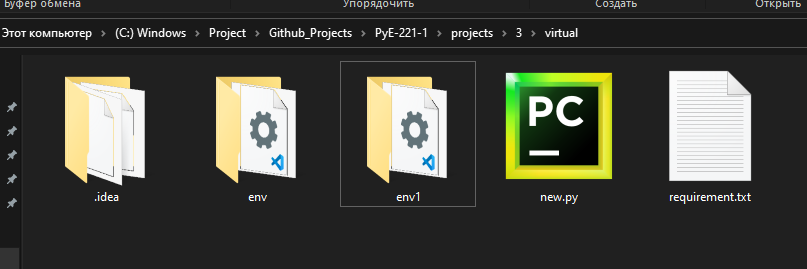 Буфер обмена Упорядочить Создать Открыть
Этот компьютер > (C:) Windows > Project > Github_Projects > PyE-221-1 > projects > 3 > virtual
PC
.idea env env1 new.py requirement.txt